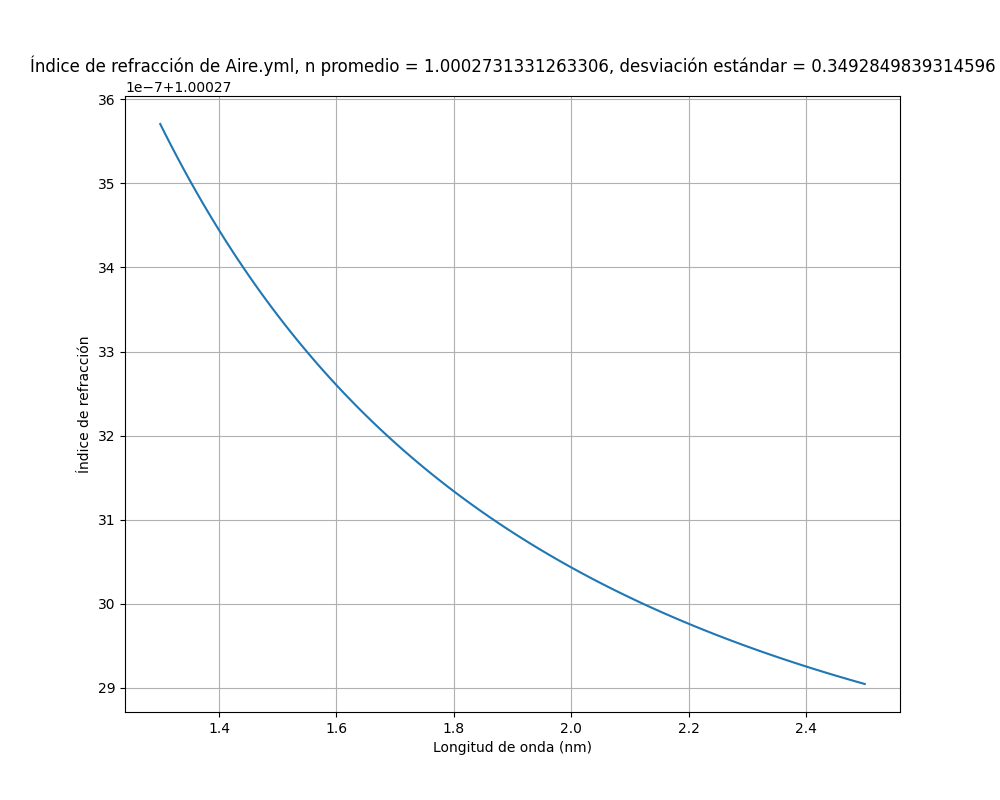 Índice de refracción de Aire.yml, n promedio = 1.0002731331263306, desviación estándar = 0.3492849839314596
1e−7+1.00027
36
35
34
33
32
31
30
29
Índice de refracción
1.4 1.6 1.8 2.0 2.2 2.4
Longitud de onda (nm)